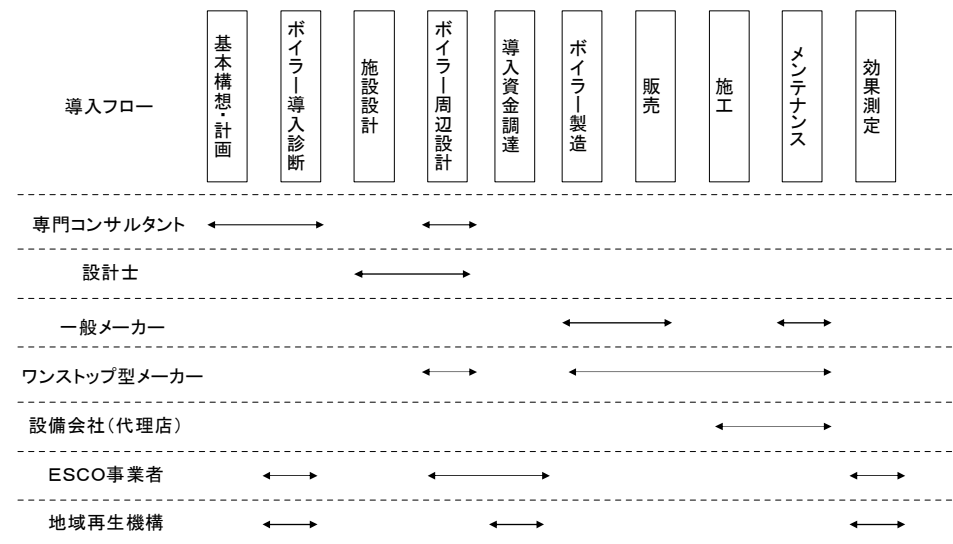 導入フロー
基本構想・計画
ボイラー導入診断
施設設計
ボイラー周辺設計
導入資金調達
ボイラー製造
販売
施工
メンテナンス
効果測定
専門コンサルタント
設計士
一般メーカー
ワンストップ型メーカー
設備会社（代理店）
ESCO事業者
地域再生機構